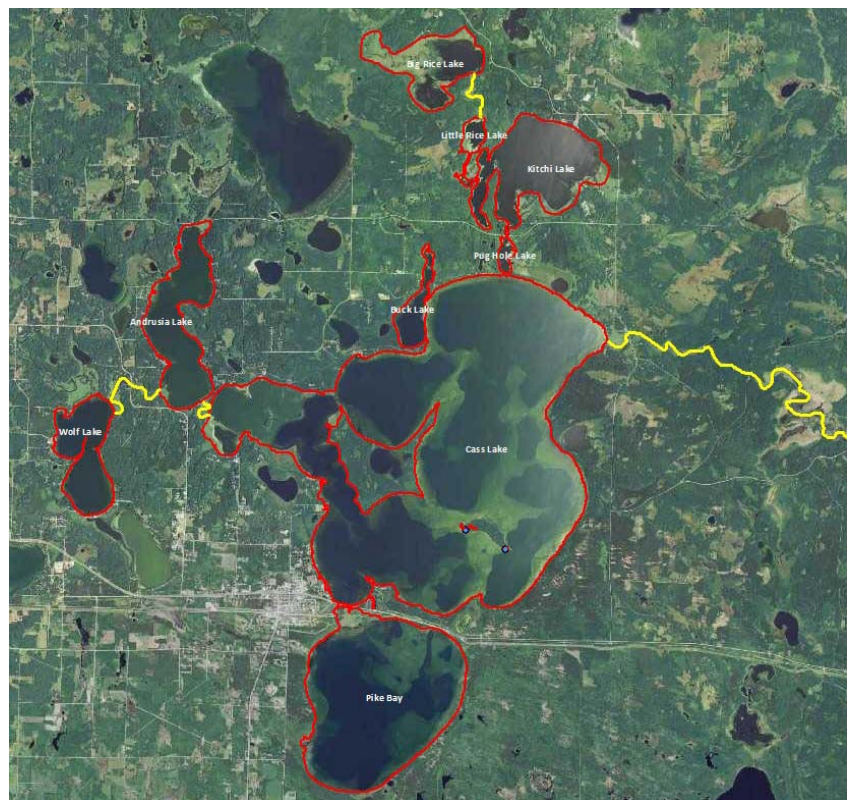 Big Rice Lake
Little Rice Lake
Kitchi Lake
Pug Hole Lake
Buck Lake
Andrusia Lake
Wolf Lake
Cass Lake
Pike Bay